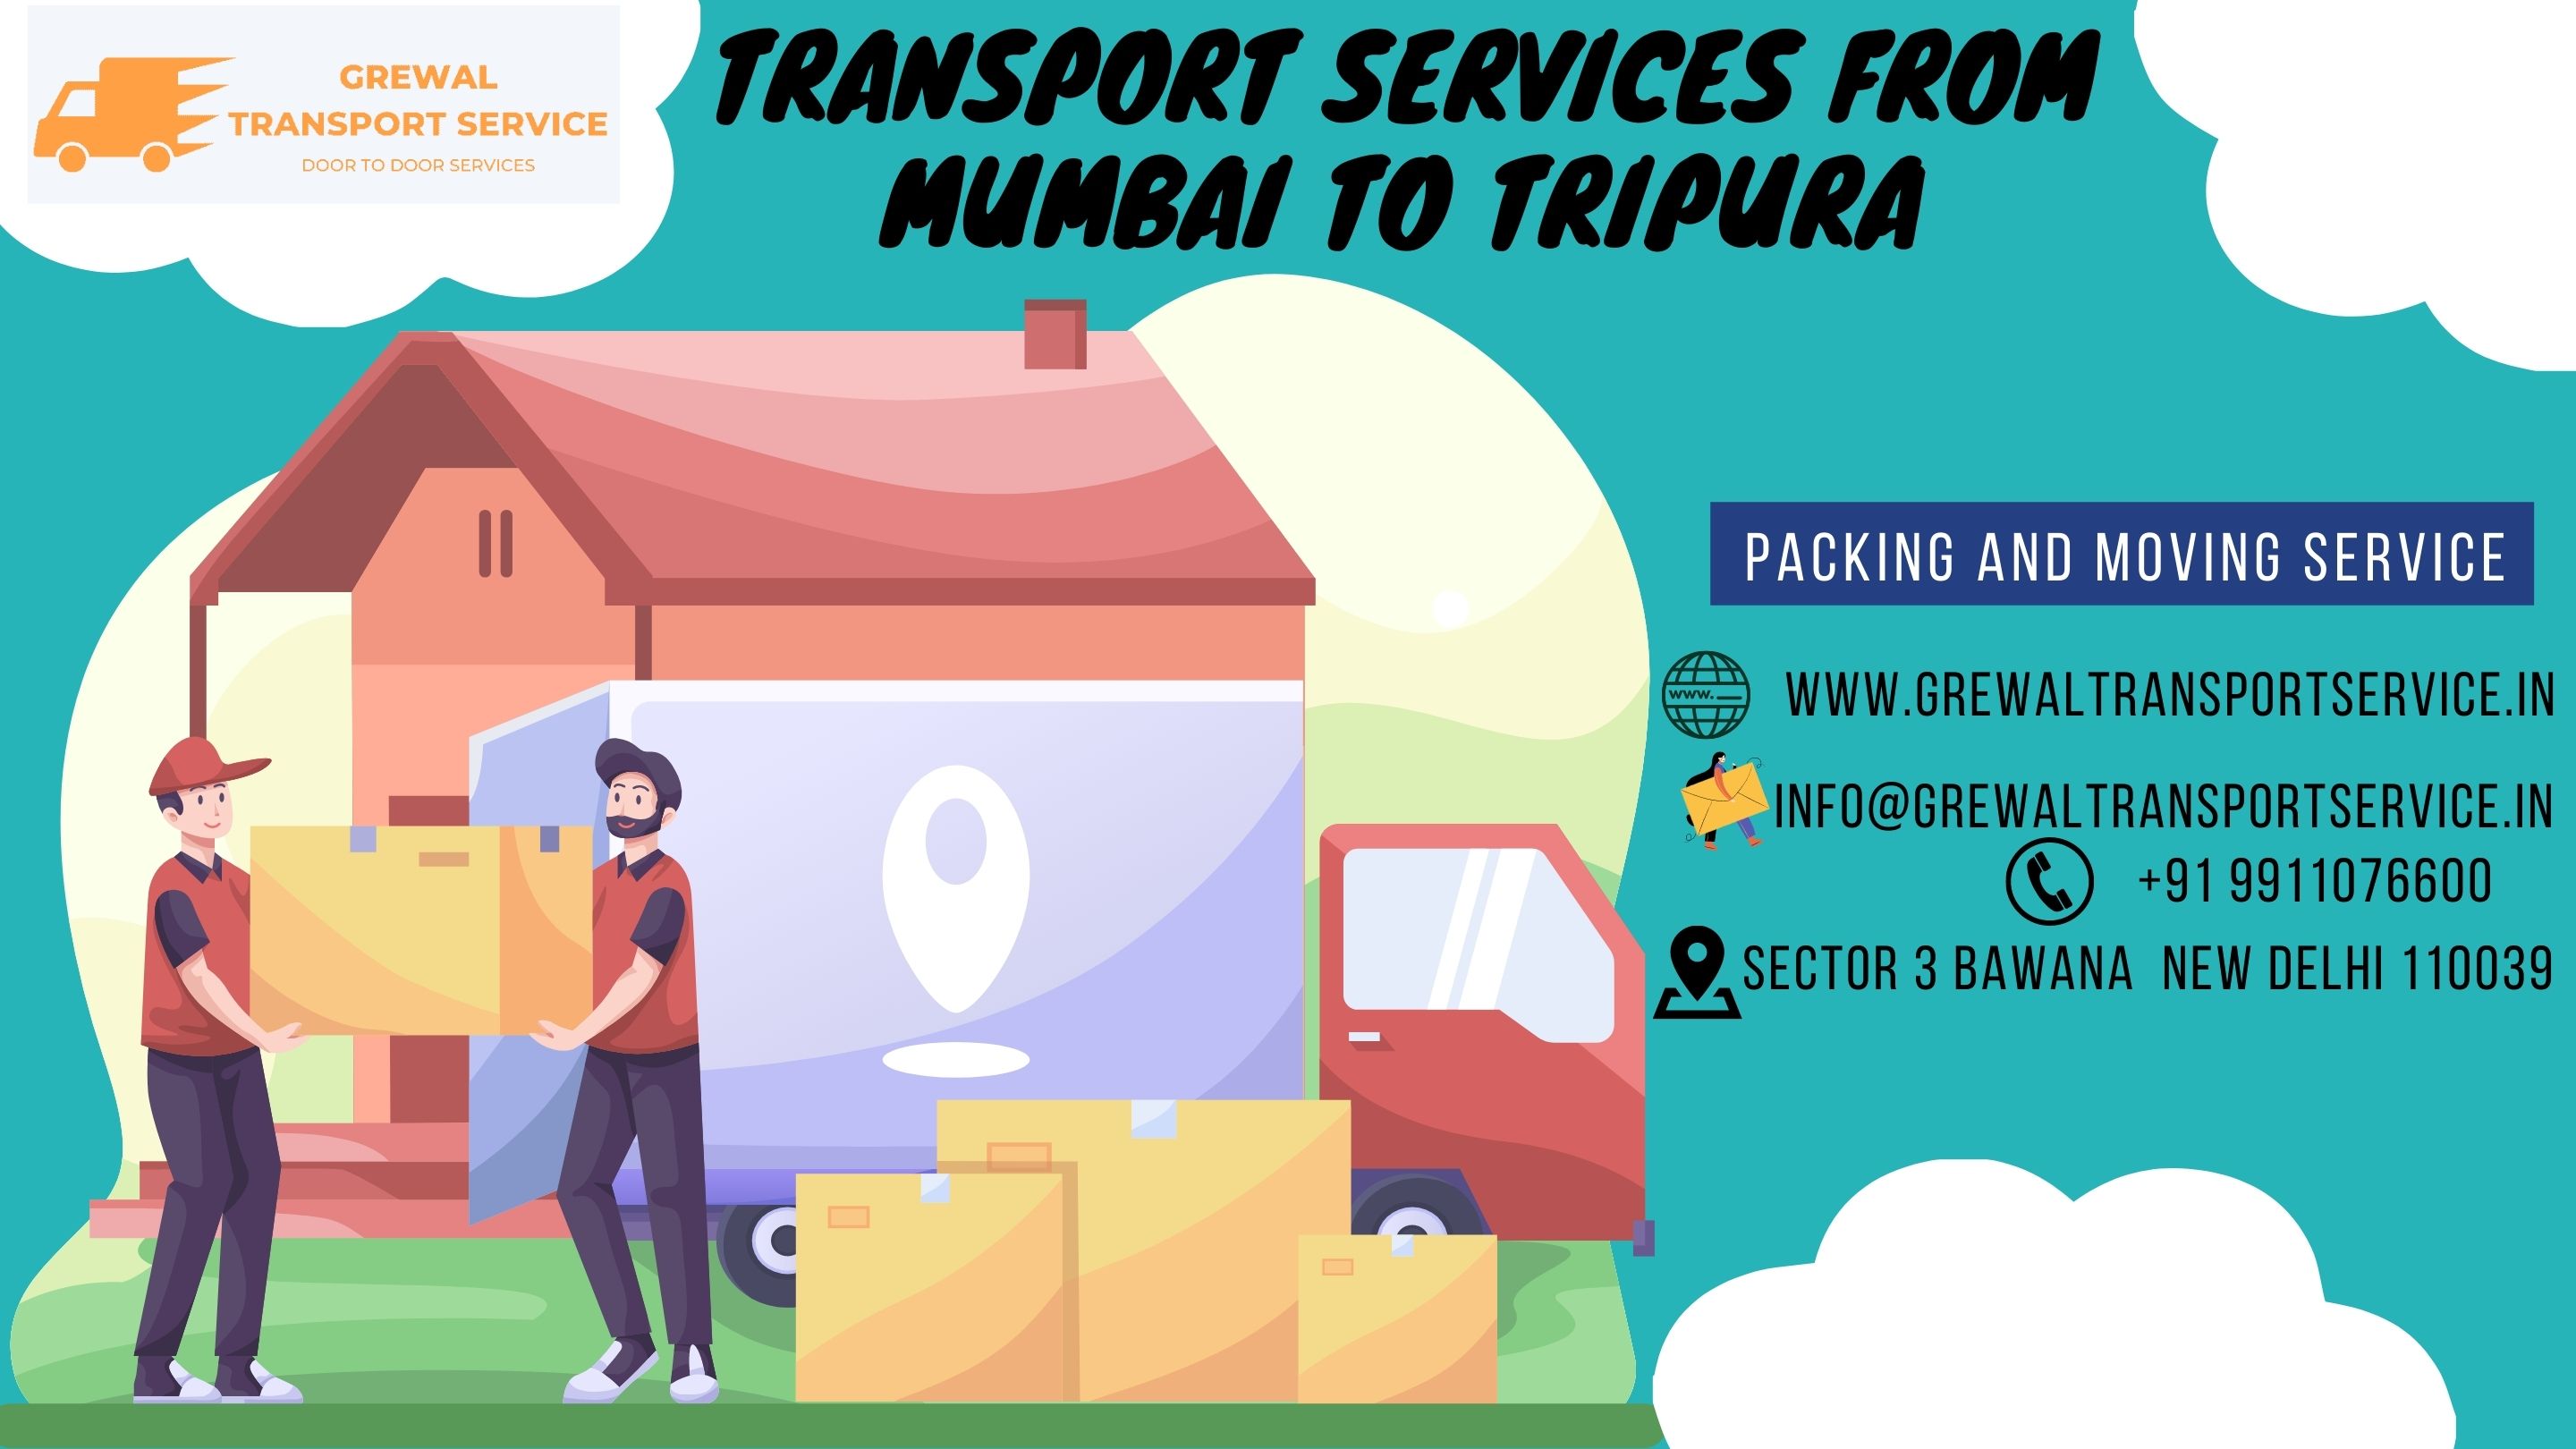 GREWAL
TRANSPORT SERVICE
DOOR TO DOOR SERVICES
TRANSPORT SERVICES FROM
MUMBAI TO TRIPURA
PACKING AND MOVING SERVICE
www.
WWW.GREWALTRANSPORTSERVICE.IN
INFO@GREWALTRANSPORTSERVICE.IN
+91 9911076600
SECTOR 3 BAWANA NEW DELHI 110039